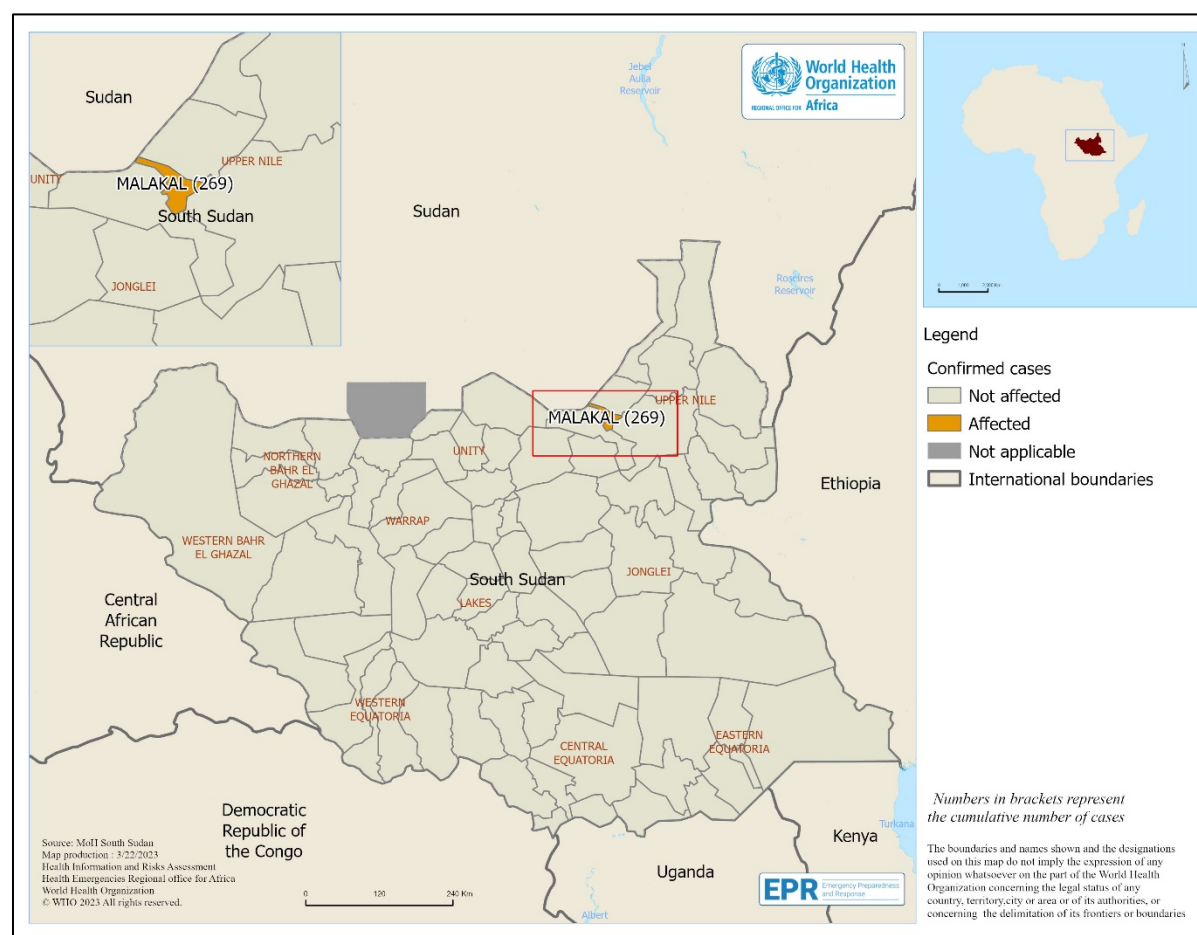 Sudan
UPPER NILE
UNITY
MALAKAL (269)
South Sudan
JONGLEI
Jebel
Aulia
Reservoir
World Health
Organization
REGIONAL OFFICE FOR Africa
Sudan
Roseires
Reservoir
UPPER NILE
MALAKAL (269)
UNITY
NORTHERN
BAHR EL
GHAZAL
Ethiopia
WARRAP
WESTERN BAHR
EL GHAZAL
South Sudan
JONGLEI
LAKES
Central
African
Republic
WESTERN
EQUATORIA
EASTERN
EQUATORIA
CENTRAL
EQUATORIA
Democratic
Republic of
the Congo
Kenya
Turkana
Uganda
Albert
Source: MoH South Sudan
Map production : 3/22/2023
Health Information and Risks Assessment
Health Emergencies Regional office for Africa
World Health Organization
© WHO 2023 All rights reserved.
0 120 240 Km
EPR Emergency Preparedness
and Response
N
Legend
Confirmed cases
Not affected
Affected
Not applicable
International boundaries
Numbers in brackets represent
the cumulative number of cases
The boundaries and names shown and the designations
used on this map do not imply the expression of any
opinion whatsoever on the part of the World Health
Organization concerning the legal status of any
country, territory,city or area or of its authorities, or
concerning the delimitation of its frontiers or boundaries